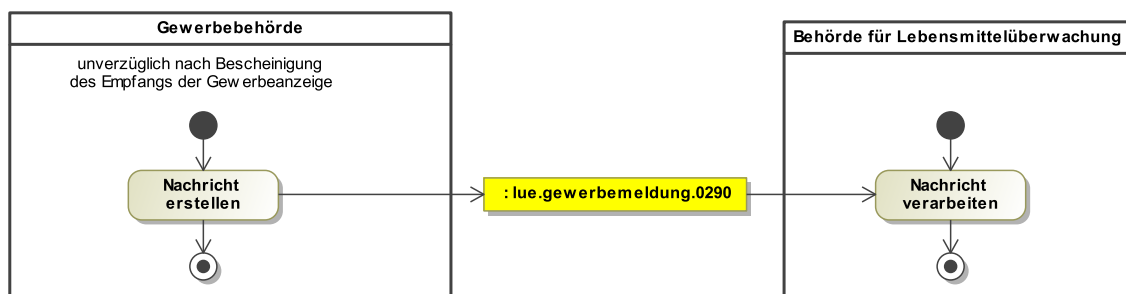 Gewerbebehörde
unverzüglich nach Bescheinigung
des Empfangs der Gewerbeanzeige
Nachricht
erstellen
: lue.gewerbemeldung.0290
Behörde für Lebensmittelüberwachung
Nachricht
verarbeiten